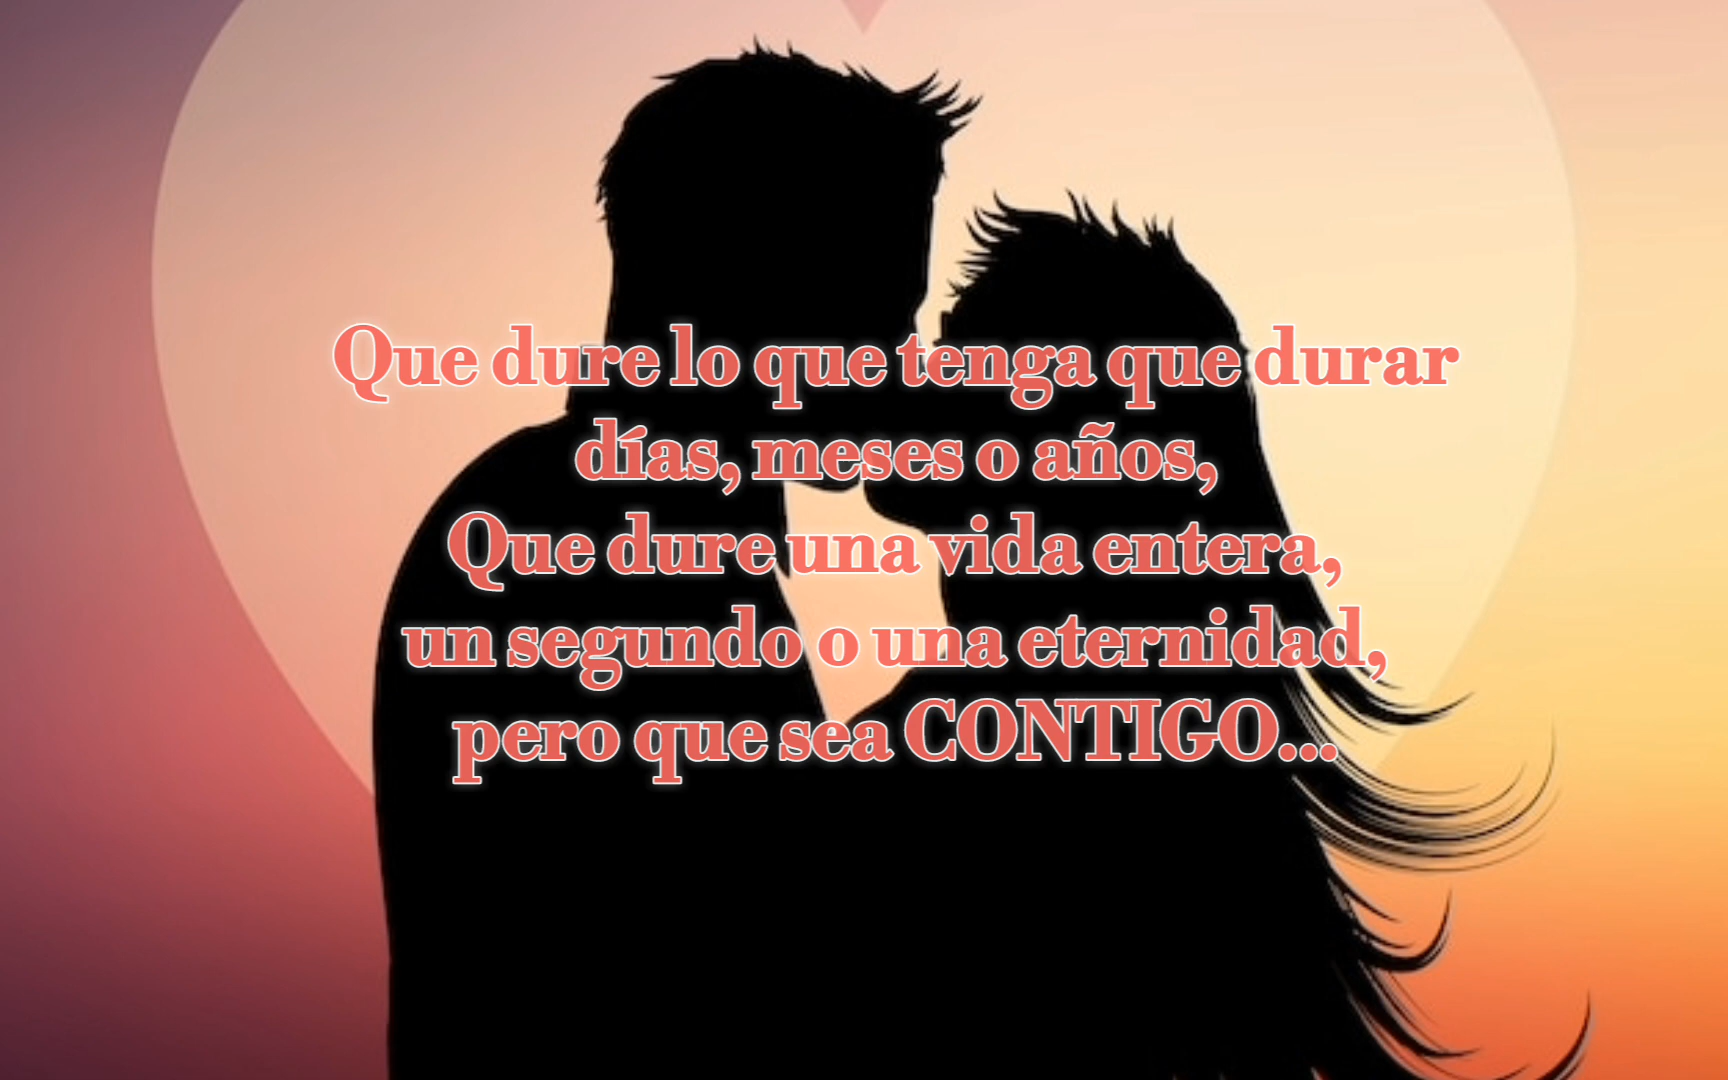 Que dure lo que tenga que durar
días, meses o años,
Que dure una vida entera,
un segundo o una eternidad,
pero que sea CONTIGO...